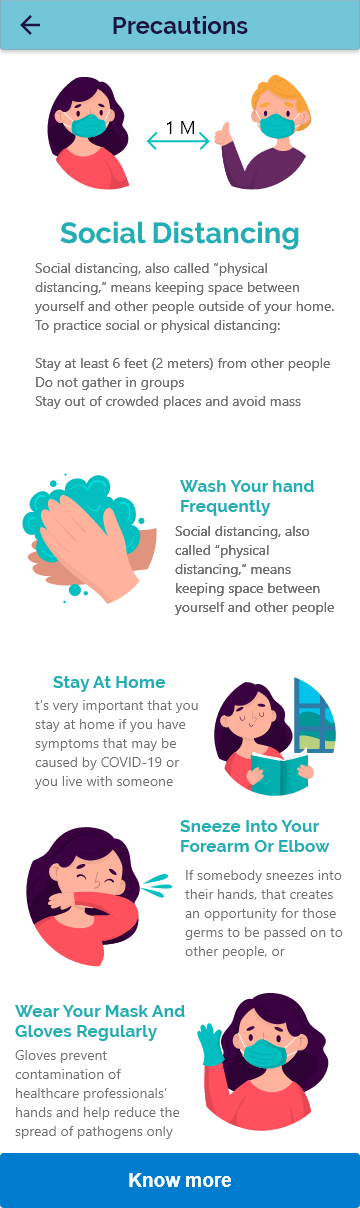 Precautions
1 M
Social Distancing
Social distancing, also called “physical
distancing,” means keeping space between
yourself and other people outside of your home.
To practice social or physical distancing:
Stay at least 6 feet (2 meters) from other people
Do not gather in groups
Stay out of crowded places and avoid mass
Wash Your hand
Frequently
Social distancing, also
called “physical
distancing,” means
keeping space between
yourself and other people
Stay At Home
t’s very important that you
stay at home if you have
symptoms that may be
caused by COVID-19 or
you live with someone
Sneeze Into Your
Forearm Or Elbow
If somebody sneezes into
their hands, that creates
an opportunity for those
germs to be passed on to
other people, or
Wear Your Mask And
Gloves Regularly
Gloves prevent
contamination of
healthcare professionals’
hands and help reduce the
spread of pathogens only
Know more